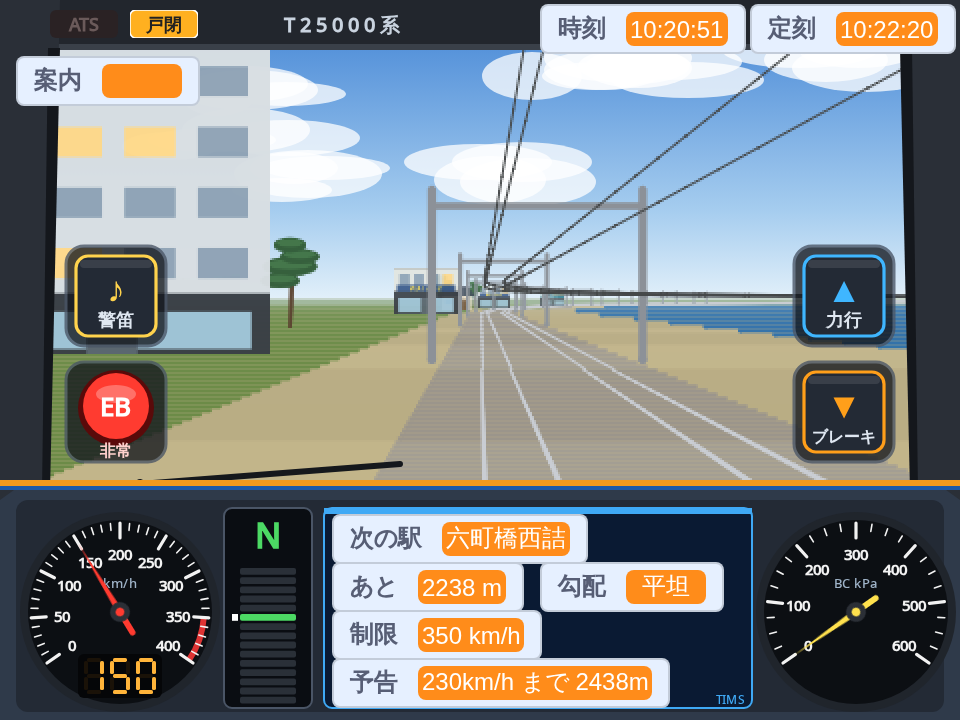 ATS 戸閉 T25000系 時刻 10:20:51 定刻 10:22:20
案内
♪
警笛
▲
力行
EB
非常
▼
ブレーキ
0 50 100 150 200 250 300 350 400
km/h
150
N
次の駅 六町橋西詰
あと 2238 m 勾配 平坦
制限 350 km/h
予告 230km/h まで 2438m
TIMS
0 100 200 300 400 500 600
BC kPa